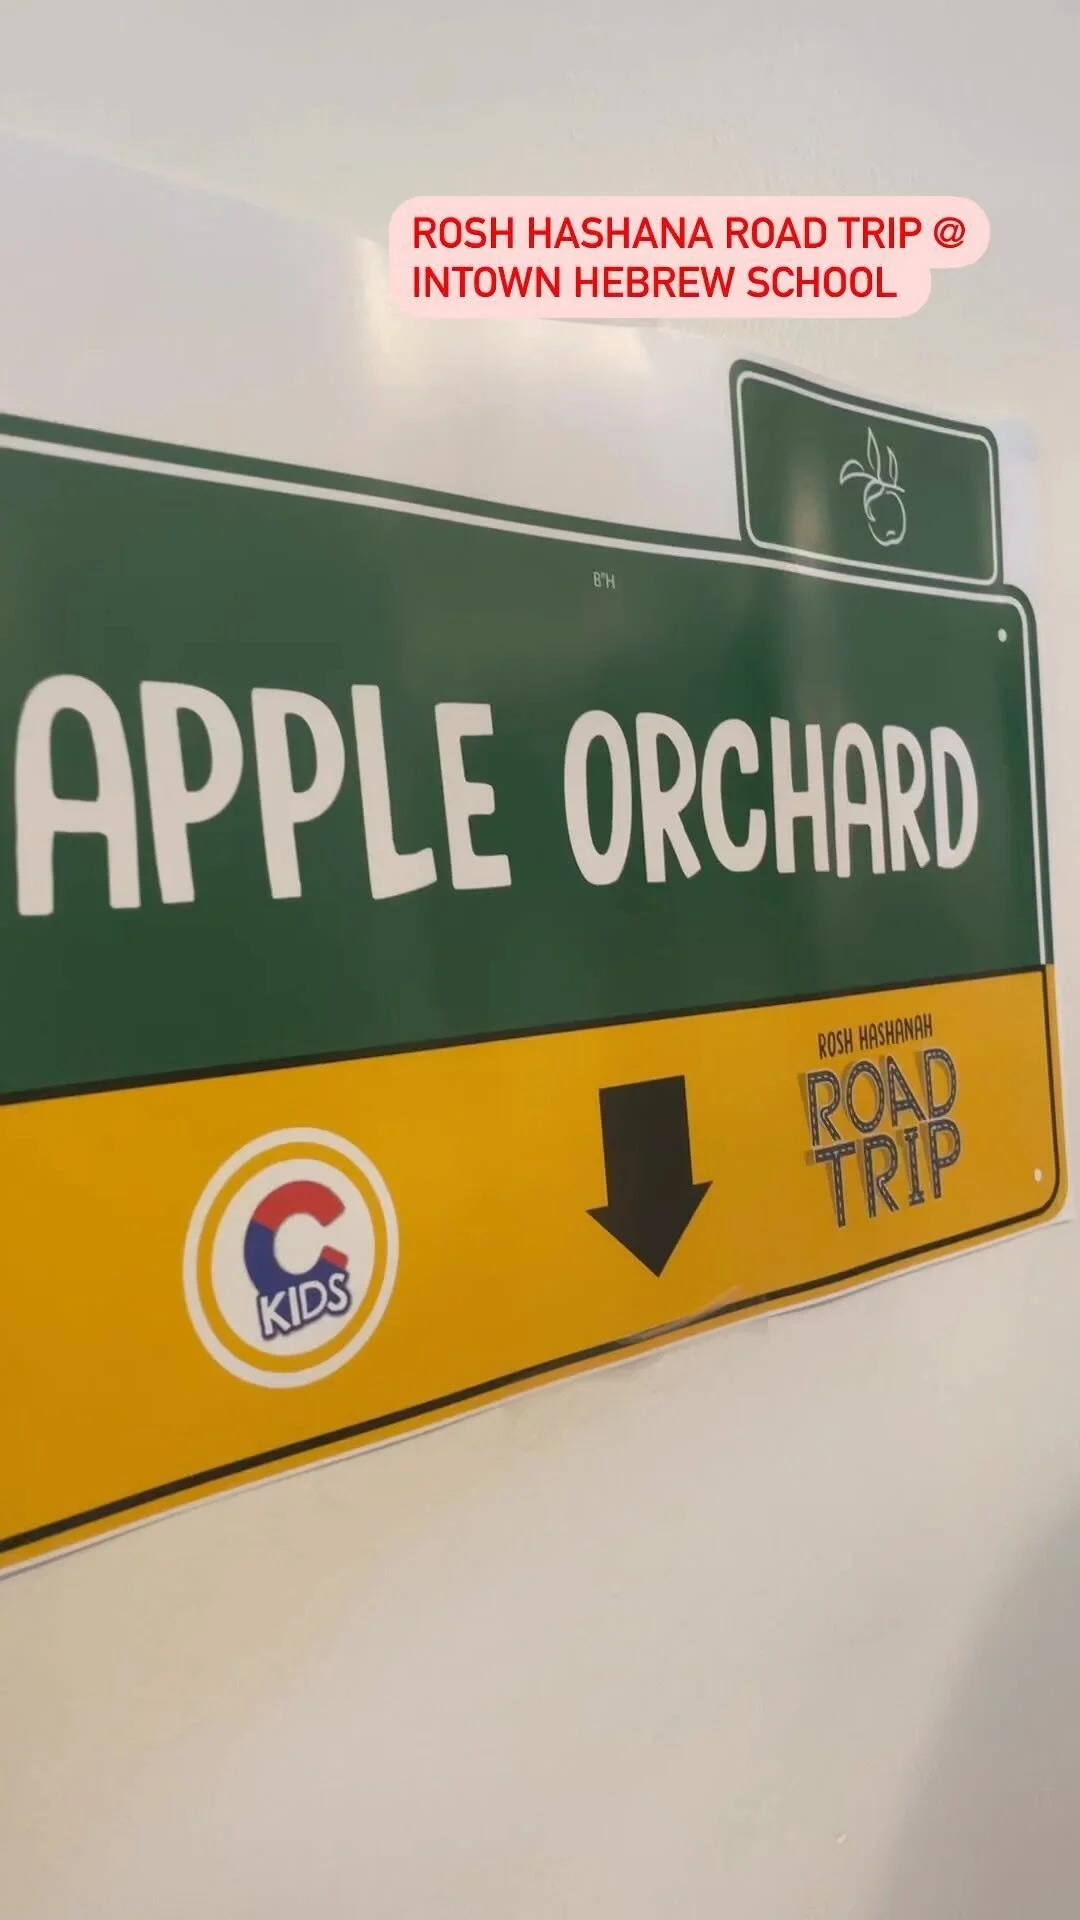 ROSH HASHANA ROAD TRIP @
INTOWN HEBREW SCHOOL
B"H
APPLE ORCHARD
ROSH HASHANAH
ROAD
TRIP
C
KIDS